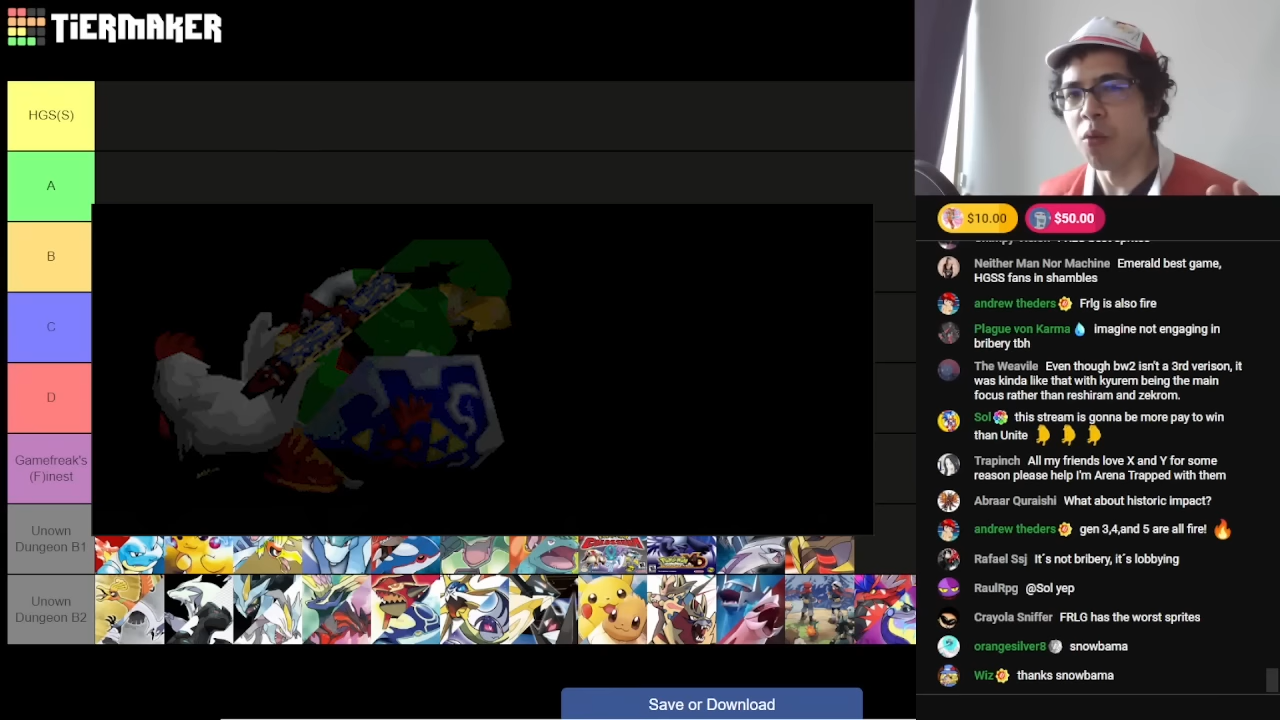 TIERMAKER
HGS(S)
A
B
C
D
Gamefreak's
(F)inest
Unown
Dungeon B1
Unown
Dungeon B2
Save or Download
$10.00
$50.00
Neither Man Nor Machine Emerald best game,
HGSS fans in shambles
andrew theders Frlg is also fire
Plague von Karma imagine not engaging in
bribery tbh
The Weavile Even though bw2 isn't a 3rd verison, it
was kinda like that with kyurem being the main
focus rather than reshiram and zekrom.
Sol this stream is gonna be more pay to win
than Unite
Trapinch All my friends love X and Y for some
reason please help I'm Arena Trapped with them
Abraar Quraishi What about historic impact?
andrew theders gen 3,4,and 5 are all fire!
Rafael Ssj It´s not bribery, it´s lobbying
RaulRpg @Sol yep
Crayola Sniffer FRLG has the worst sprites
orangesilver8 snowbama
Wiz thanks snowbama